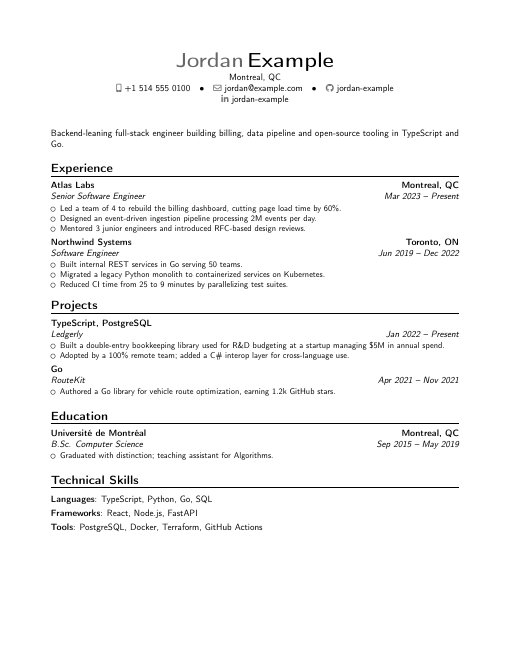 Jordan Example
Montreal, QC
+1 514 555 0100 • jordan@example.com • jordan-example
in jordan-example
Backend-leaning full-stack engineer building billing, data pipeline and open-source tooling in TypeScript and
Go.
Experience
Atlas Labs Montreal, QC
Senior Software Engineer Mar 2023 – Present
○ Led a team of 4 to rebuild the billing dashboard, cutting page load time by 60%.
○ Designed an event-driven ingestion pipeline processing 2M events per day.
○ Mentored 3 junior engineers and introduced RFC-based design reviews.
Northwind Systems Toronto, ON
Software Engineer Jun 2019 – Dec 2022
○ Built internal REST services in Go serving 50 teams.
○ Migrated a legacy Python monolith to containerized services on Kubernetes.
○ Reduced CI time from 25 to 9 minutes by parallelizing test suites.
Projects
TypeScript, PostgreSQL
Ledgerly Jan 2022 – Present
○ Built a double-entry bookkeeping library used for R&D budgeting at a startup managing $5M in annual spend.
○ Adopted by a 100% remote team; added a C# interop layer for cross-language use.
Go
RouteKit Apr 2021 – Nov 2021
○ Authored a Go library for vehicle route optimization, earning 1.2k GitHub stars.
Education
Université de Montréal Montreal, QC
B.Sc. Computer Science Sep 2015 – May 2019
○ Graduated with distinction; teaching assistant for Algorithms.
Technical Skills
Languages: TypeScript, Python, Go, SQL
Frameworks: React, Node.js, FastAPI
Tools: PostgreSQL, Docker, Terraform, GitHub Actions